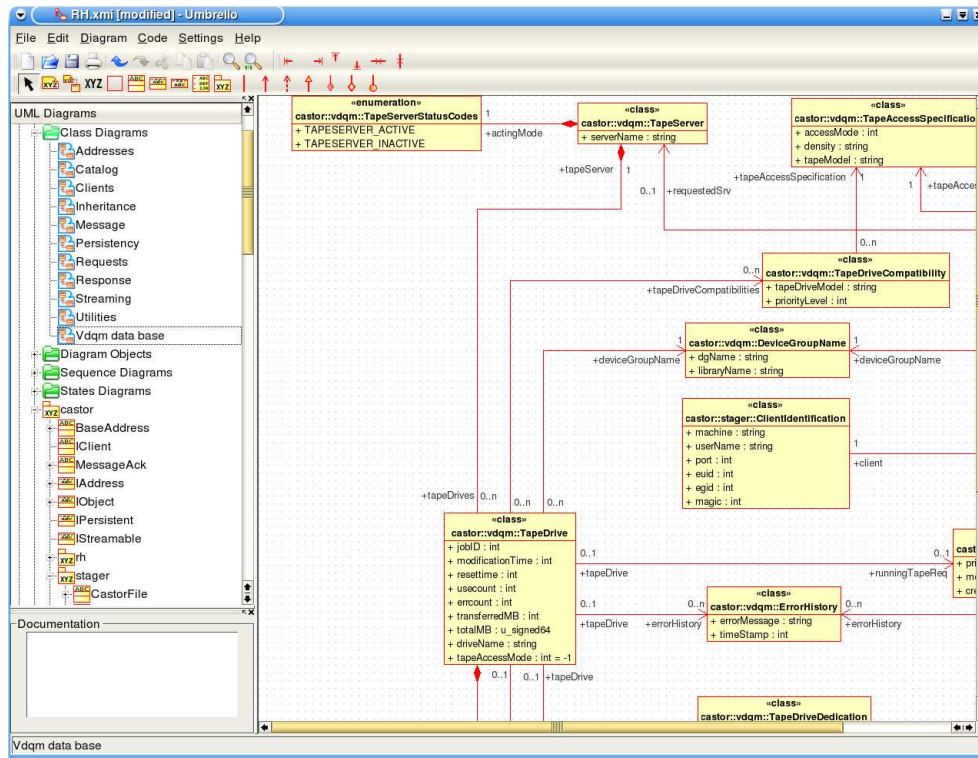 RH.xmi [modified] - Umbrello
File Edit Diagram Code Settings Help
XYZ
UML Diagrams
Class Diagrams
Addresses
Catalog
Clients
Inheritance
Message
Persistency
Requests
Response
Streaming
Utilities
Vdqm data base
Diagram Objects
Sequence Diagrams
States Diagrams
castor
BaseAddress
IClient
MessageAck
IAddress
IObject
IPersistent
IStreamable
rh
stager
CastorFile
Documentation
Vdqm data base
«enumeration»
castor::vdqm::TapeServerStatusCodes
+ TAPESERVER_ACTIVE
+ TAPESERVER_INACTIVE
1
+actingMode
«class»
castor::vdqm::TapeServer
+ serverName : string
+tapeServer 1
0..1 +requestedSrv
«class»
castor::vdqm::TapeAccessSpecificatio
+ accessMode : int
+ density : string
+ tapeModel : string
+tapeAccessSpecification 1
1 +tapeAcces
0..n
«class»
castor::vdqm::TapeDriveCompatibility
+ tapeDriveModel : string
+ priorityLevel : int
0..n
+tapeDriveCompatibilities
«class»
castor::vdqm::DeviceGroupName
+ dgName : string
+ libraryName : string
1
+deviceGroupName
1
+deviceGroupName
«class»
castor::stager::ClientIdentification
+ machine : string
+ userName : string
+ port : int
+ euid : int
+ egid : int
+ magic : int
1
+client
+tapeDrives 0..n
0..n
0..n
«class»
castor::vdqm::TapeDrive
+ jobID : int
+ modificationTime : int
+ resettime : int
+ usecount : int
+ errcount : int
+ transferredMB : int
+ totalMB : u_signed64
+ driveName : string
+ tapeAccessMode : int = -1
0..1
+tapeDrive
0..1
+runningTapeReq
cast
+ pri
+ mo
+ cre
0..1
+tapeDrive
0..n
+errorHistory
«class»
castor::vdqm::ErrorHistory
+ errorMessage : string
+ timeStamp : int
0..n
+errorHistory
0..1
0..1 +tapeDrive
«class»
castor::vdqm::TapeDriveDedication